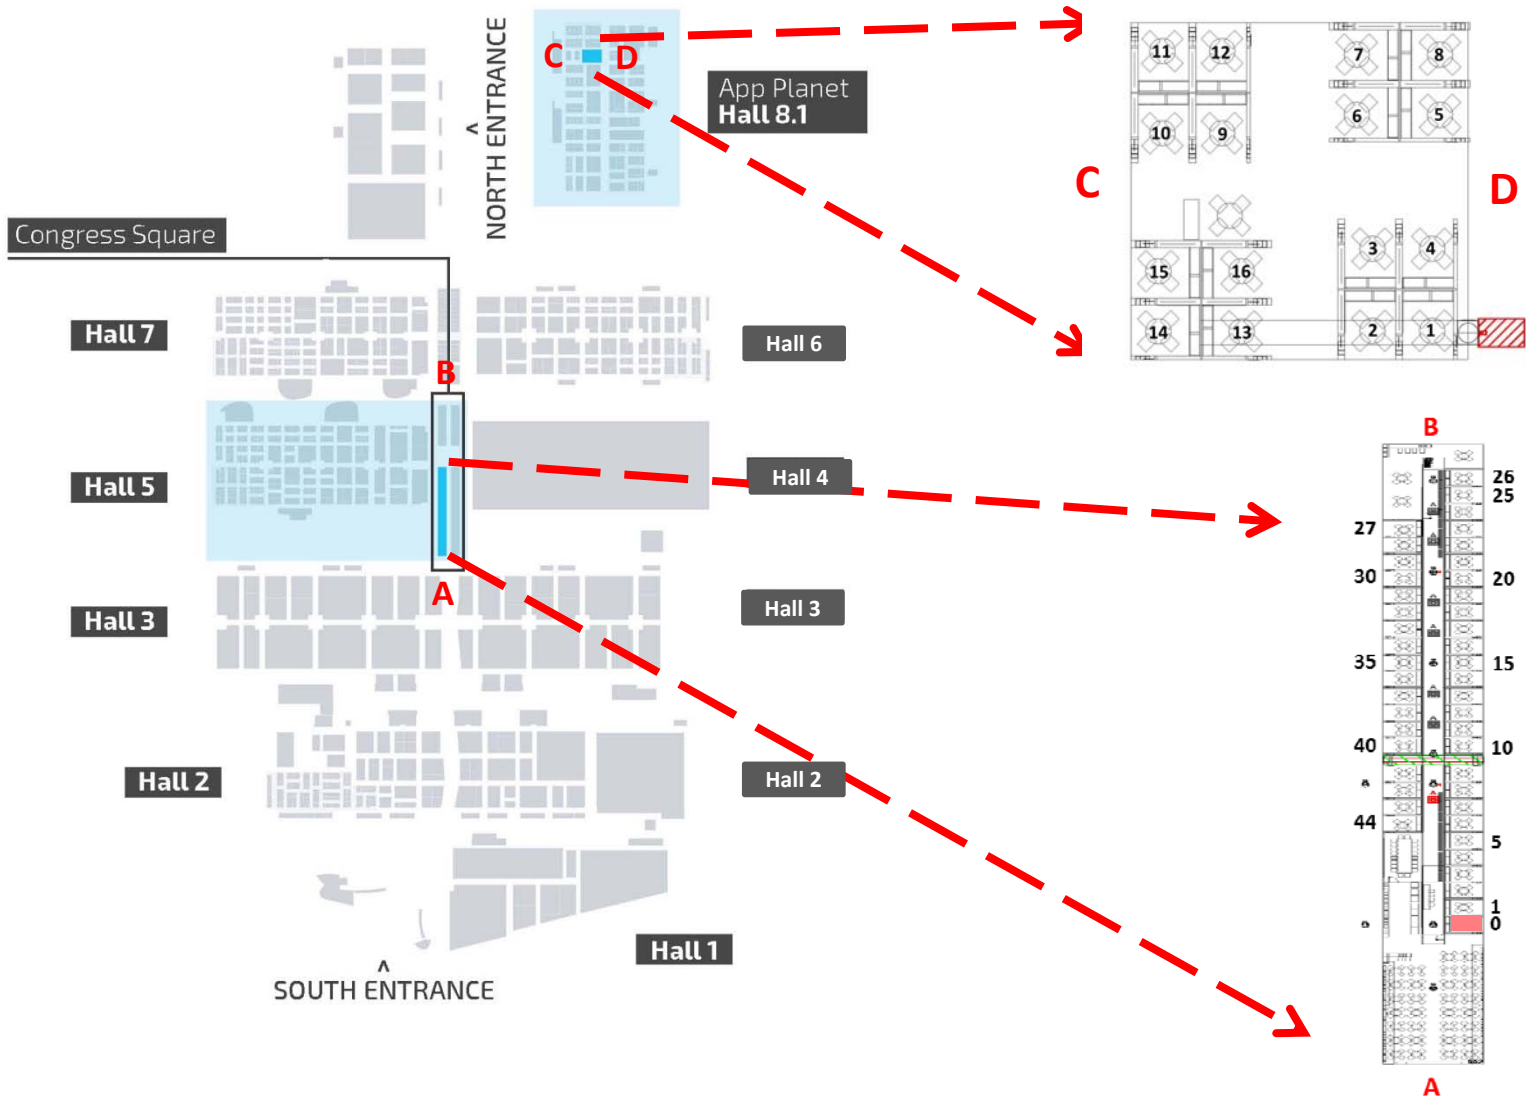 NORTH ENTRANCE
>
C
D
App Planet
Hall 8.1
Congress Square
Hall 7
Hall 6
B
Hall 5
Hall 4
A
Hall 3
Hall 3
Hall 2
Hall 2
Hall 1
^
SOUTH ENTRANCE
11
12
7
8
10
9
6
5
C
D
3
4
15
16
14
13
2
1
B
26
25
27
30
20
35
15
40
10
44
5
1
0
A